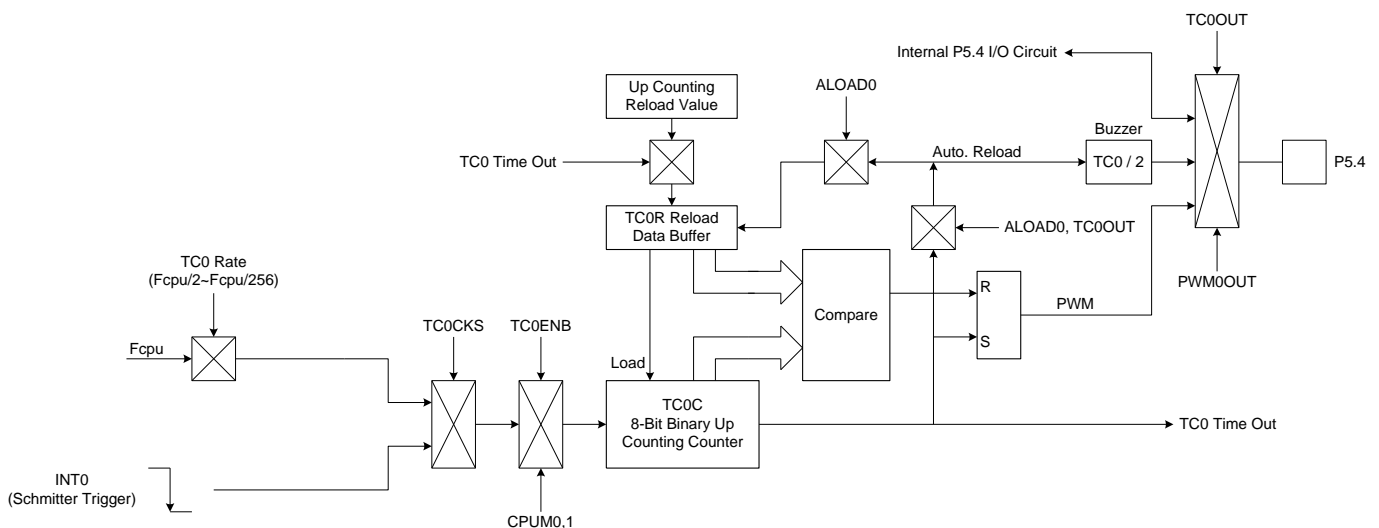 TC0OUT
Internal P5.4 I/O Circuit
Up Counting
Reload Value
ALOAD0
Buzzer
TC0 Time Out
Auto. Reload
TC0 / 2
P5.4
TC0R Reload
Data Buffer
ALOAD0, TC0OUT
TC0 Rate
(Fcpu/2~Fcpu/256)
PWM0OUT
R
PWM
Compare
TC0CKS
TC0ENB
S
Fcpu
Load
TC0C
8-Bit Binary Up
Counting Counter
TC0 Time Out
INT0
(Schmitter Trigger)
CPUM0,1